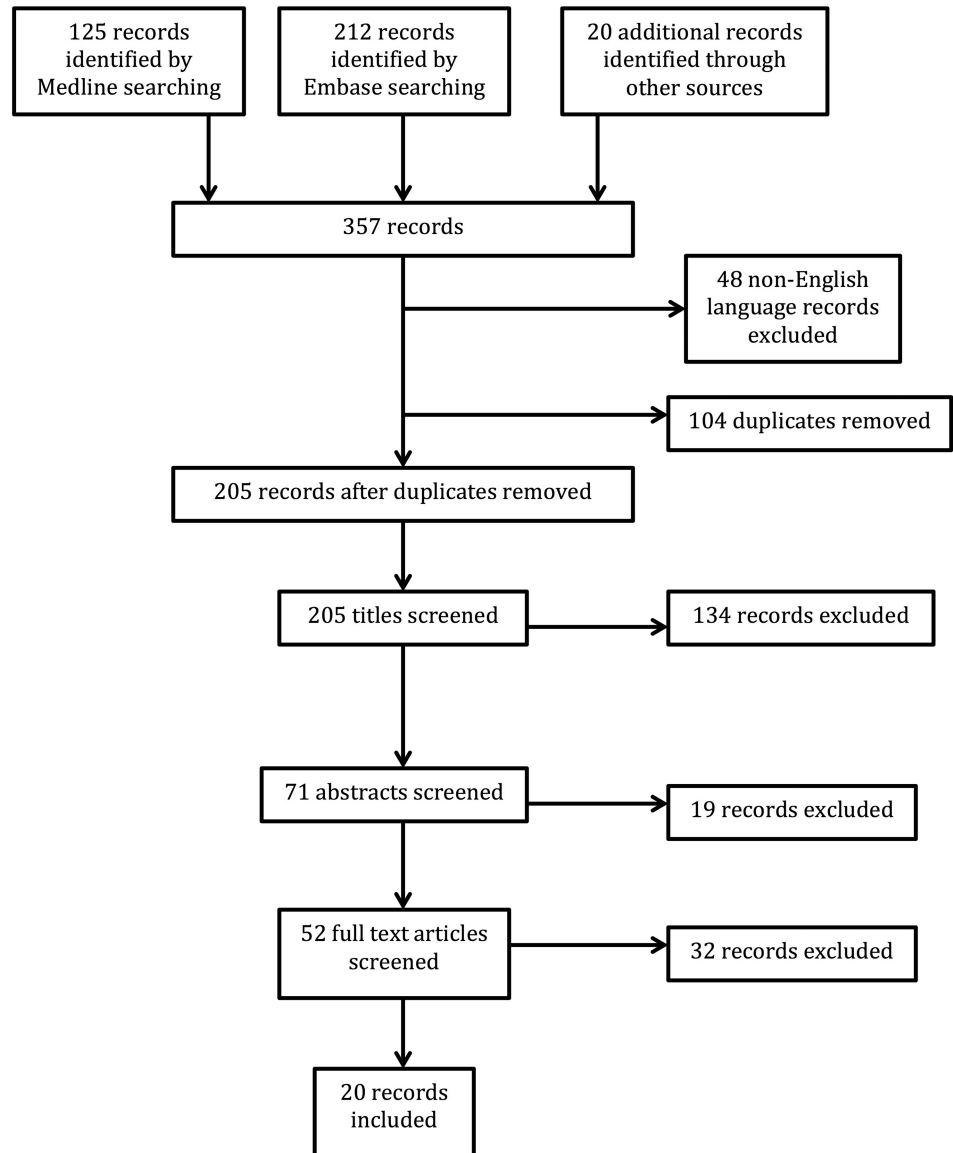 125 records
identified by
Medline searching
212 records
identified by
Embase searching
20 additional records
identified through
other sources
357 records
48 non-English
language records
excluded
104 duplicates removed
205 records after duplicates removed
205 titles screened
134 records excluded
71 abstracts screened
19 records excluded
52 full text articles
screened
32 records excluded
20 records
included